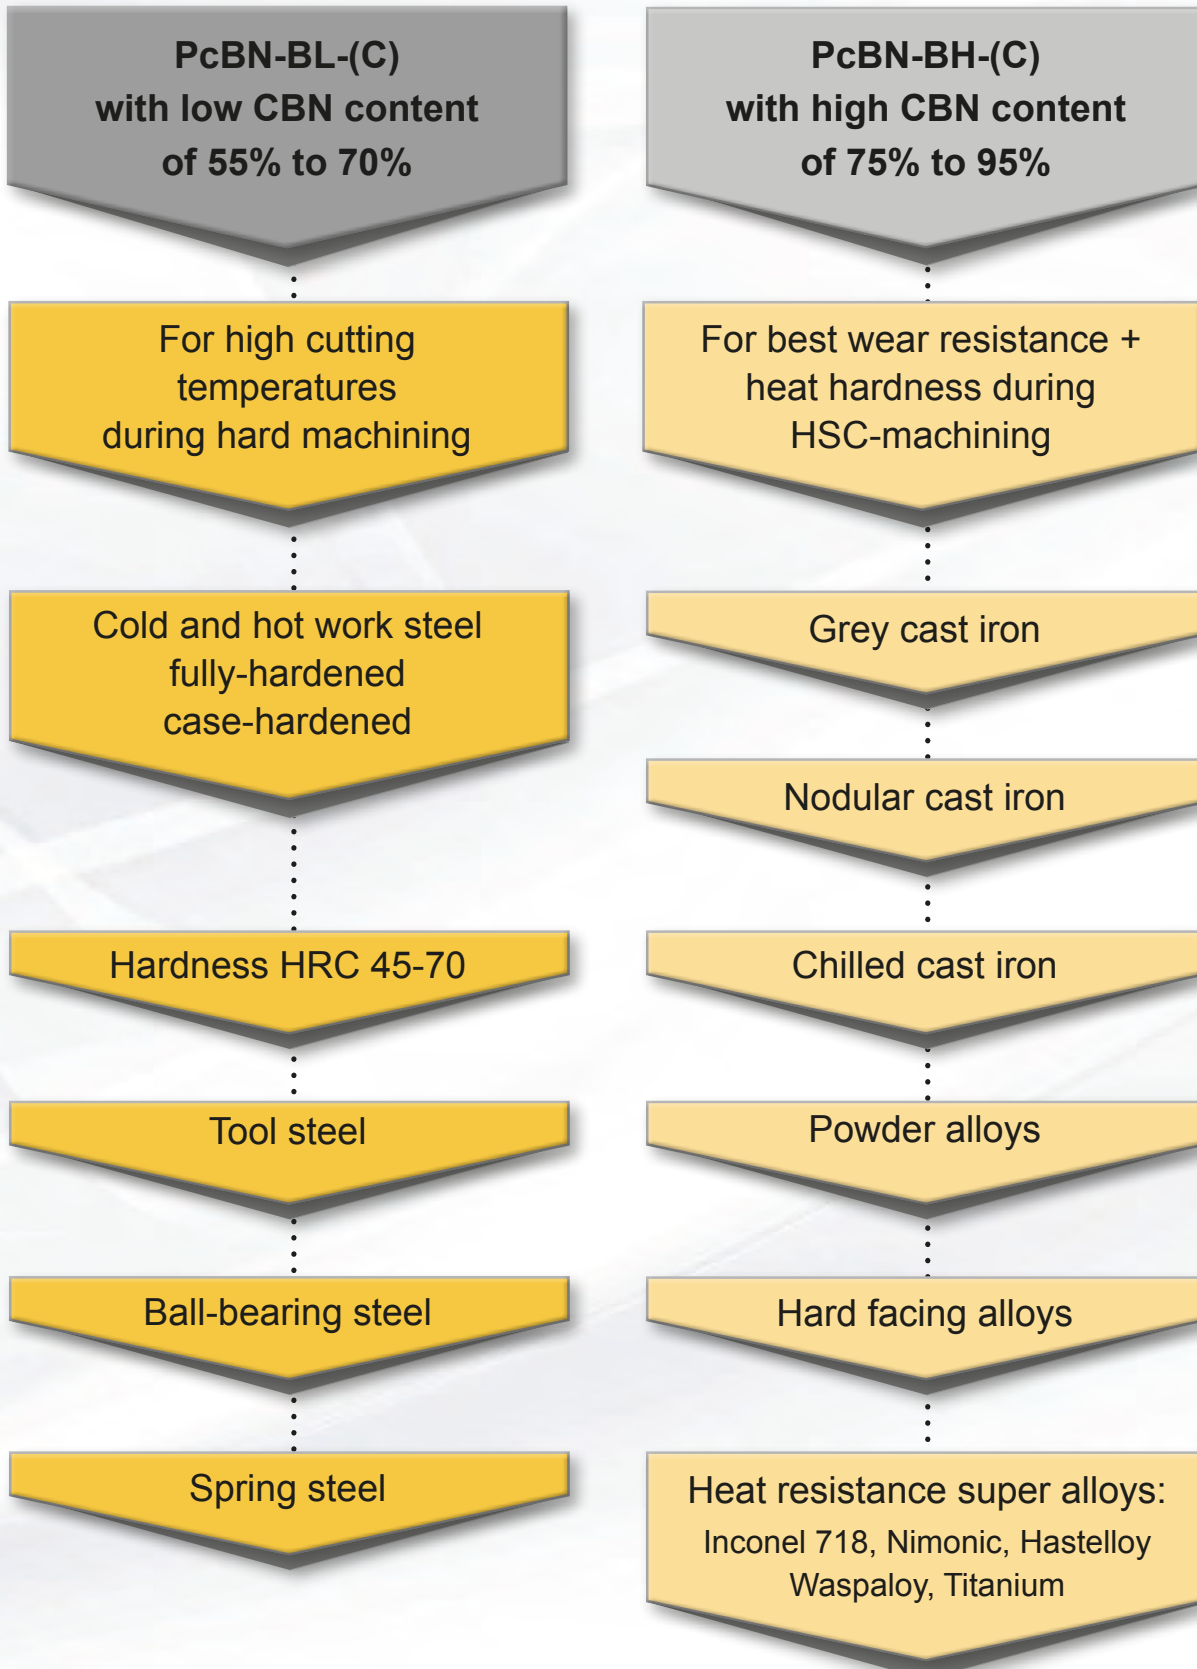 PcBN-BL-(C)
with low CBN content
of 55% to 70%
For high cutting
temperatures
during hard machining
Cold and hot work steel
fully-hardened
case-hardened
Hardness HRC 45-70
Tool steel
Ball-bearing steel
Spring steel
PcBN-BH-(C)
with high CBN content
of 75% to 95%
For best wear resistance +
heat hardness during
HSC-machining
Grey cast iron
Nodular cast iron
Chilled cast iron
Powder alloys
Hard facing alloys
Heat resistance super alloys:
Inconel 718, Nimonic, Hastelloy
Waspaloy, Titanium